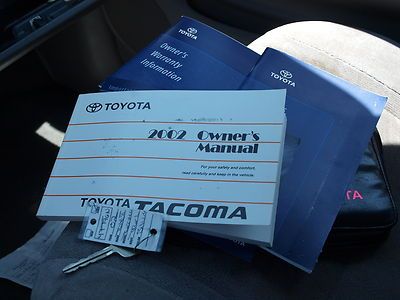 TOYOTA
Owner's
Warranty
Information
TOYOTA
TOYOTA
2002 Owner's
Manual
For your safety and comfort,
read carefully and keep in the vehicle.
TOYOTA TACOMA